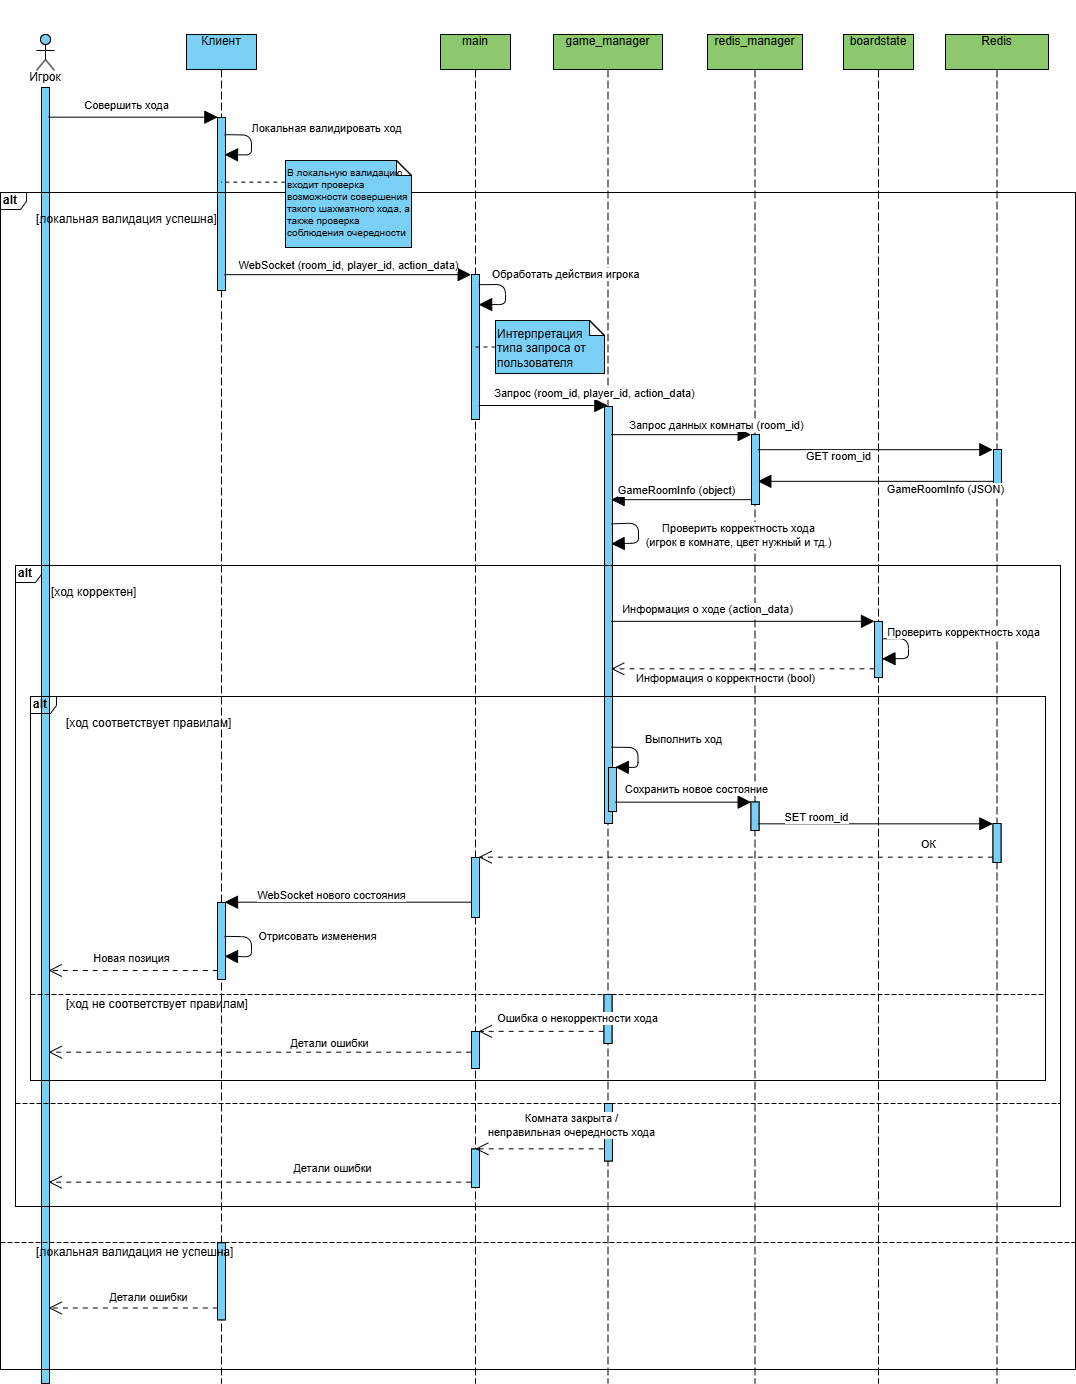 Игрок
Клиент
main
game_manager
redis_manager
boardstate
Redis
Совершить хода
Локальная валидировать ход
В локальную валидацию
входит проверка
возможности совершения
такого шахматного хода, а
также проверка
соблюдения очередности
alt
[локальная валидация успешна]
WebSocket (room_id, player_id, action_data)
Обработать действия игрока
Интерпретация
типа запроса от
пользователя
Запрос (room_id, player_id, action_data)
Запрос данных комнаты (room_id)
GET room_id
GameRoomInfo (JSON)
GameRoomInfo (object)
Проверить корректность хода
(игрок в комнате, цвет нужный и тд.)
alt
[ход корректен]
Информация о ходе (action_data)
Проверить корректность хода
Информация о корректности (bool)
alt
[ход соответствует правилам]
Выполнить ход
Сохранить новое состояние
SET room_id
ОК
WebSocket нового состояния
Отрисовать изменения
Новая позиция
[ход не соответствует правилам]
Ошибка о некорректности хода
Детали ошибки
Комната закрыта /
неправильная очередность хода
Детали ошибки
[локальная валидация не успешна]
Детали ошибки